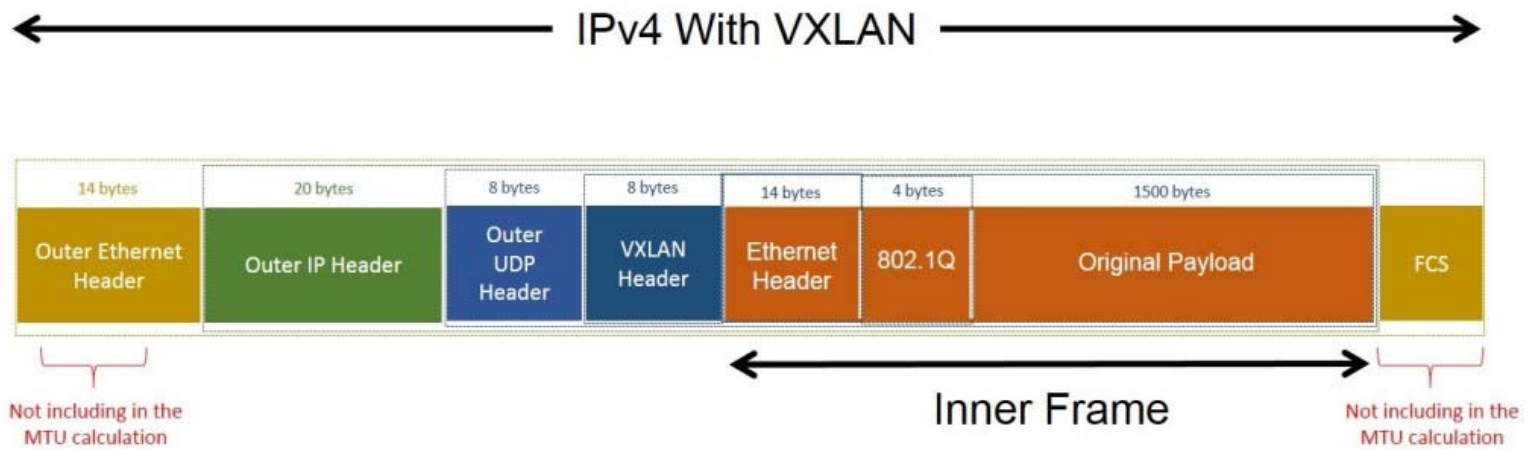 IPv4 With VXLAN
14 bytes
20 bytes
8 bytes
8 bytes
14 bytes
4 bytes
1500 bytes
Outer Ethernet
Header
Outer IP Header
Outer
UDP
Header
VXLAN
Header
Ethernet
Header
802.1Q
Original Payload
FCS
Not including in the
MTU calculation
Inner Frame
Not including in the
MTU calculation